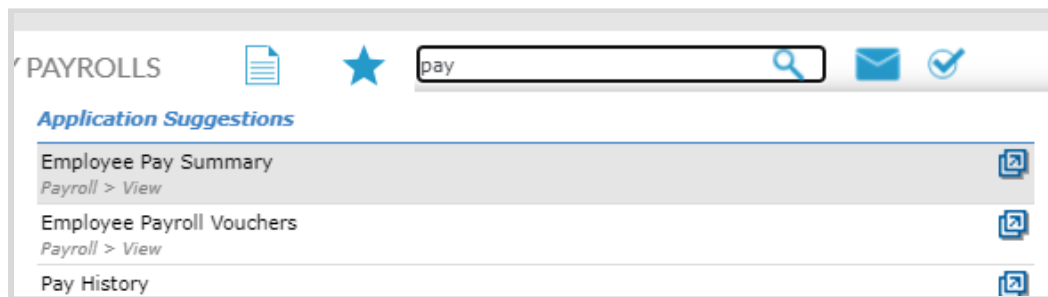 PAYROLLS
pay
Application Suggestions
Employee Pay Summary
Payroll > View
Employee Payroll Vouchers
Payroll > View
Pay History